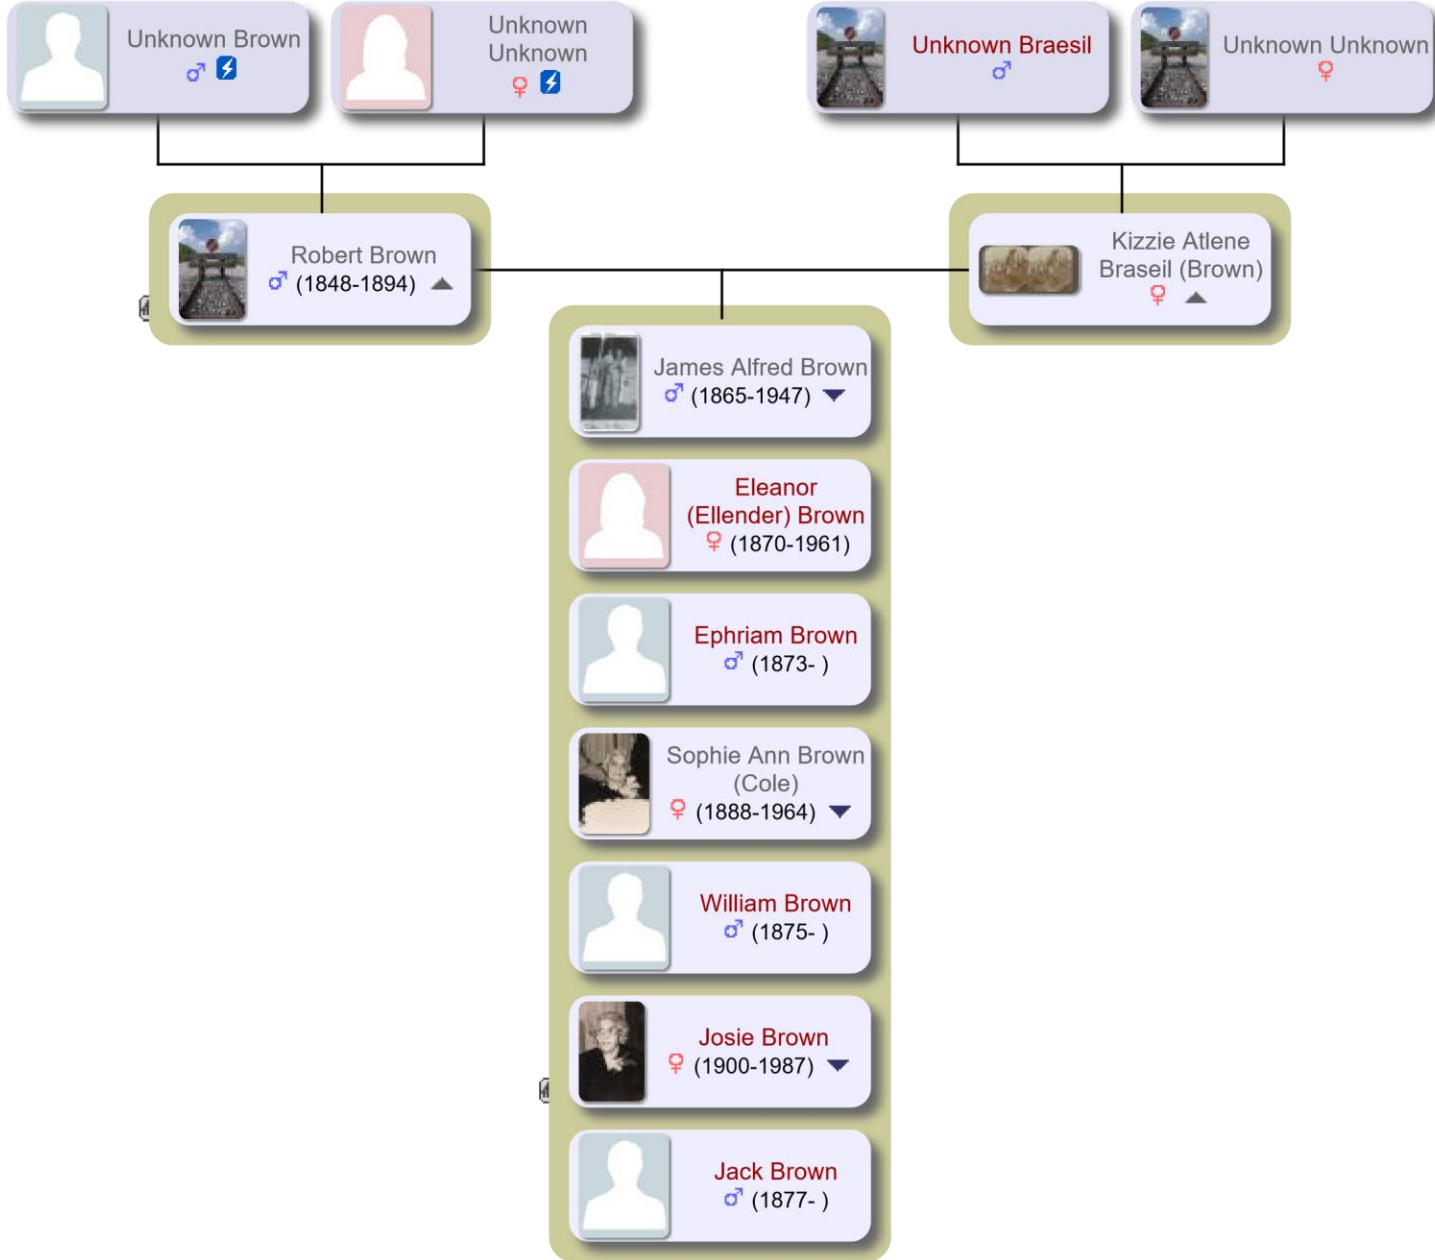 Unknown Brown
♂
Unknown
Unknown
♀
Unknown Braesil
♂
Unknown Unknown
♀
Robert Brown
♂ (1848-1894)
Kizzie Atlene
Braseil (Brown)
♀
James Alfred Brown
♂ (1865-1947)
Eleanor
(Ellender) Brown
♀ (1870-1961)
Ephriam Brown
♂ (1873- )
Sophie Ann Brown
(Cole)
♀ (1888-1964)
William Brown
♂ (1875- )
Josie Brown
♀ (1900-1987)
Jack Brown
♂ (1877- )